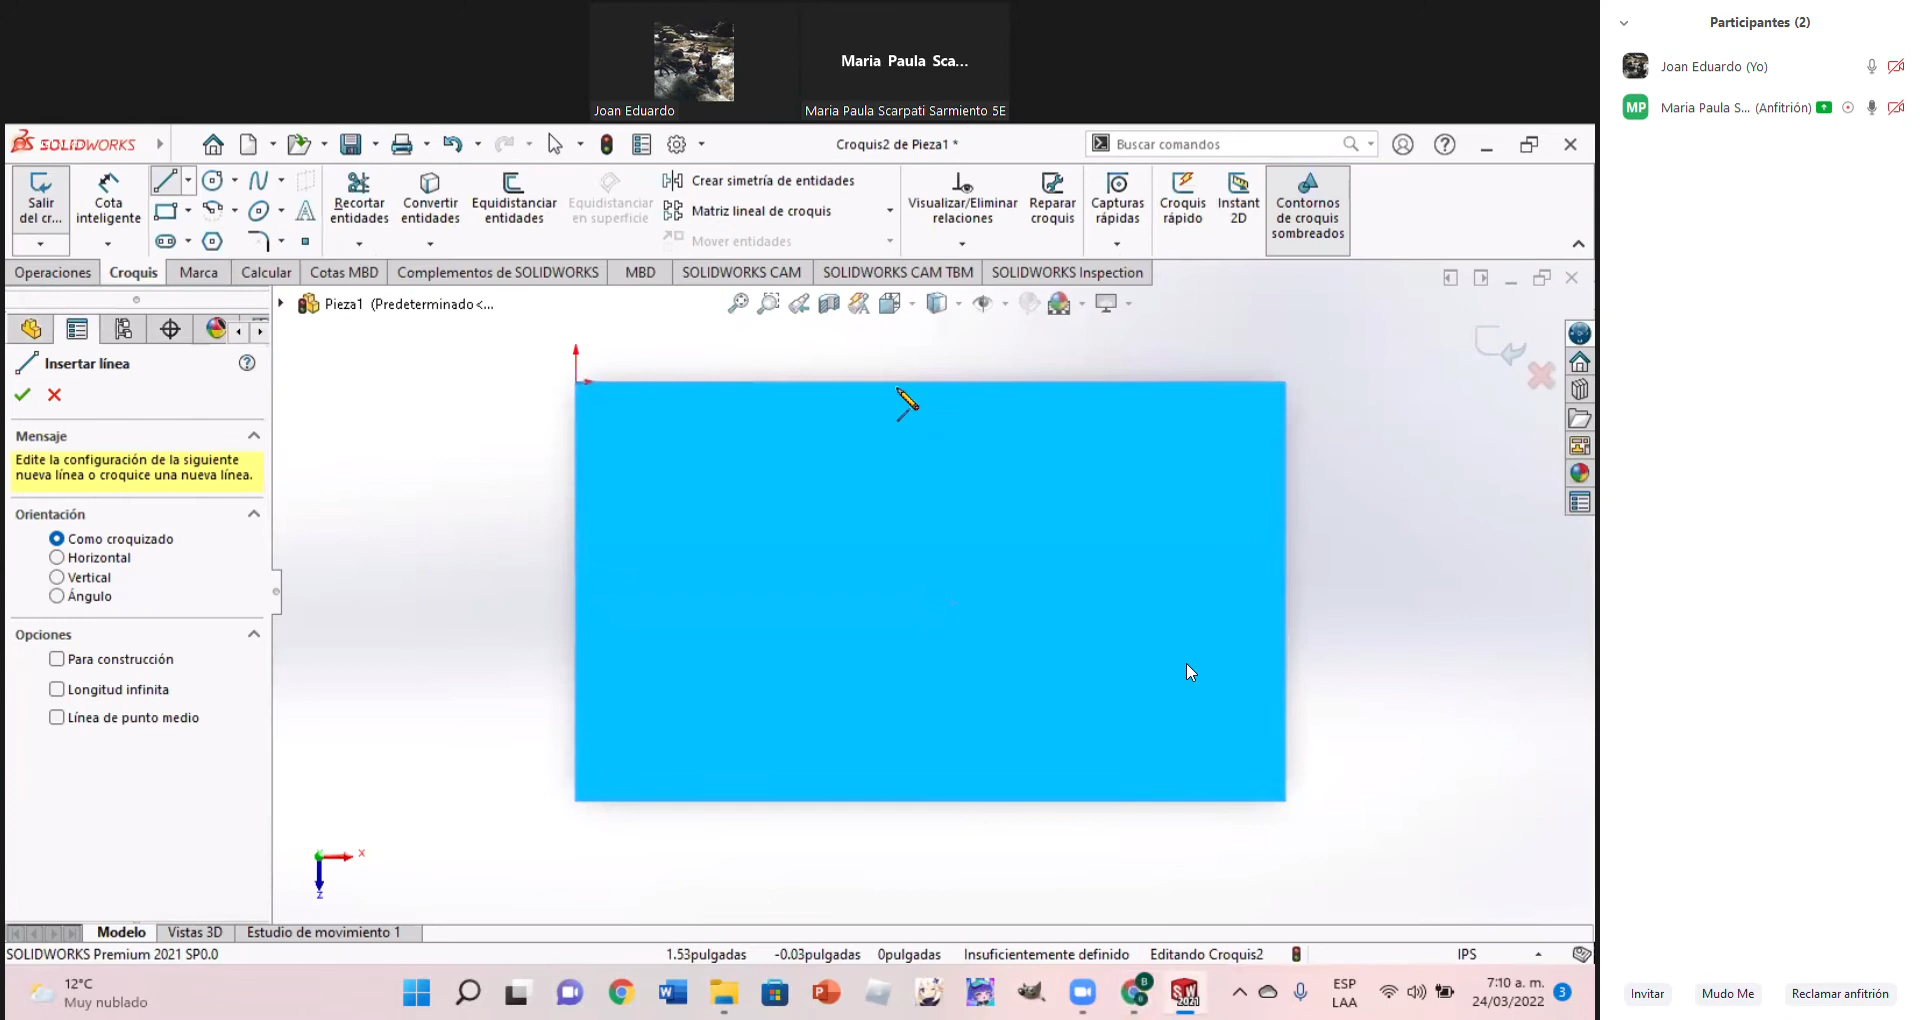 Maria Paula Sca...
Joan Eduardo
Maria Paula Scarpati Sarmiento 5E
Participantes (2)
Joan Eduardo (Yo)
MP
Maria Paula S... (Anfitrión)
SOLIDWORKS
Croquis2 de Pieza1 *
Buscar comandos
Salir del cr...
Cota inteligente
Recortar entidades
Convertir entidades
Equidistanciar entidades
Equidistanciar en superficie
Crear simetría de entidades
Matriz lineal de croquis
Mover entidades
Visualizar/Eliminar relaciones
Reparar croquis
Capturas rápidas
Croquis rápido
Instant 2D
Contornos de croquis sombreados
Operaciones
Croquis
Marca
Calcular
Cotas MBD
Complementos de SOLIDWORKS
MBD
SOLIDWORKS CAM
SOLIDWORKS CAM TBM
SOLIDWORKS Inspection
Pieza1 (Predeterminado<...
Insertar línea
Mensaje
Edite la configuración de la siguiente
nueva línea o croquice una nueva línea.
Orientación
Como croquizado
Horizontal
Vertical
Ángulo
Opciones
Para construcción
Longitud infinita
Línea de punto medio
X
Z
Modelo
Vistas 3D
Estudio de movimiento 1
SOLIDWORKS Premium 2021 SP0.0
1.53pulgadas
-0.03pulgadas
0pulgadas
Insuficientemente definido
Editando Croquis2
IPS
12°C
Muy nublado
ESP
LAA
7:10 a. m.
24/03/2022
3
Invitar
Mudo Me
Reclamar anfitrión